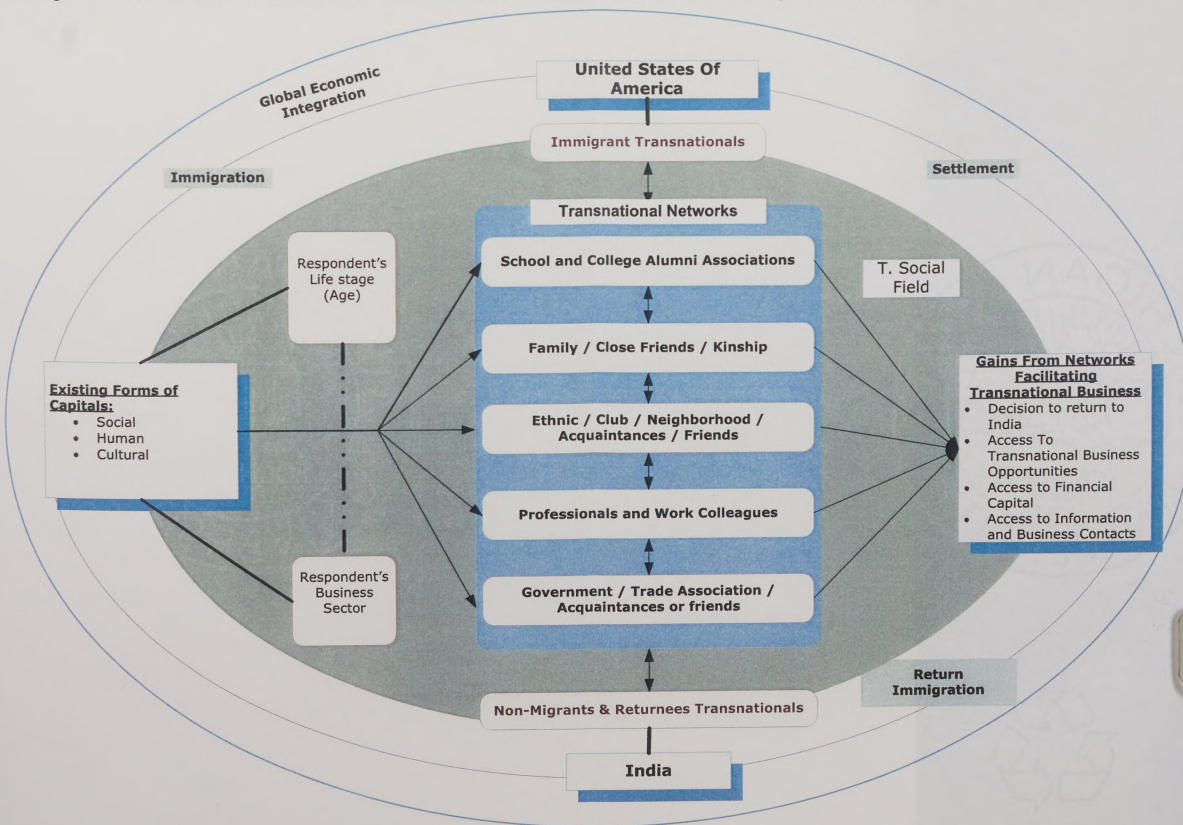 Global Economic
Integration
United States Of
America
Immigrant Transnationals
Immigration
Settlement
Transnational Networks
School and College Alumni Associations
Family / Close Friends / Kinship
Ethnic / Club / Neighborhood /
Acquaintances / Friends
Professionals and Work Colleagues
Government / Trade Association /
Acquaintances or friends
Respondent's
Life stage
(Age)
T. Social
Field
Existing Forms of
Capitals:
• Social
• Human
• Cultural
Respondent's
Business
Sector
Gains From Networks
Facilitating
Transnational Business
• Decision to return to
India
• Access To
Transnational Business
Opportunities
• Access to Financial
Capital
• Access to Information
and Business Contacts
Return
Immigration
Non-Migrants & Returnees Transnationals
India